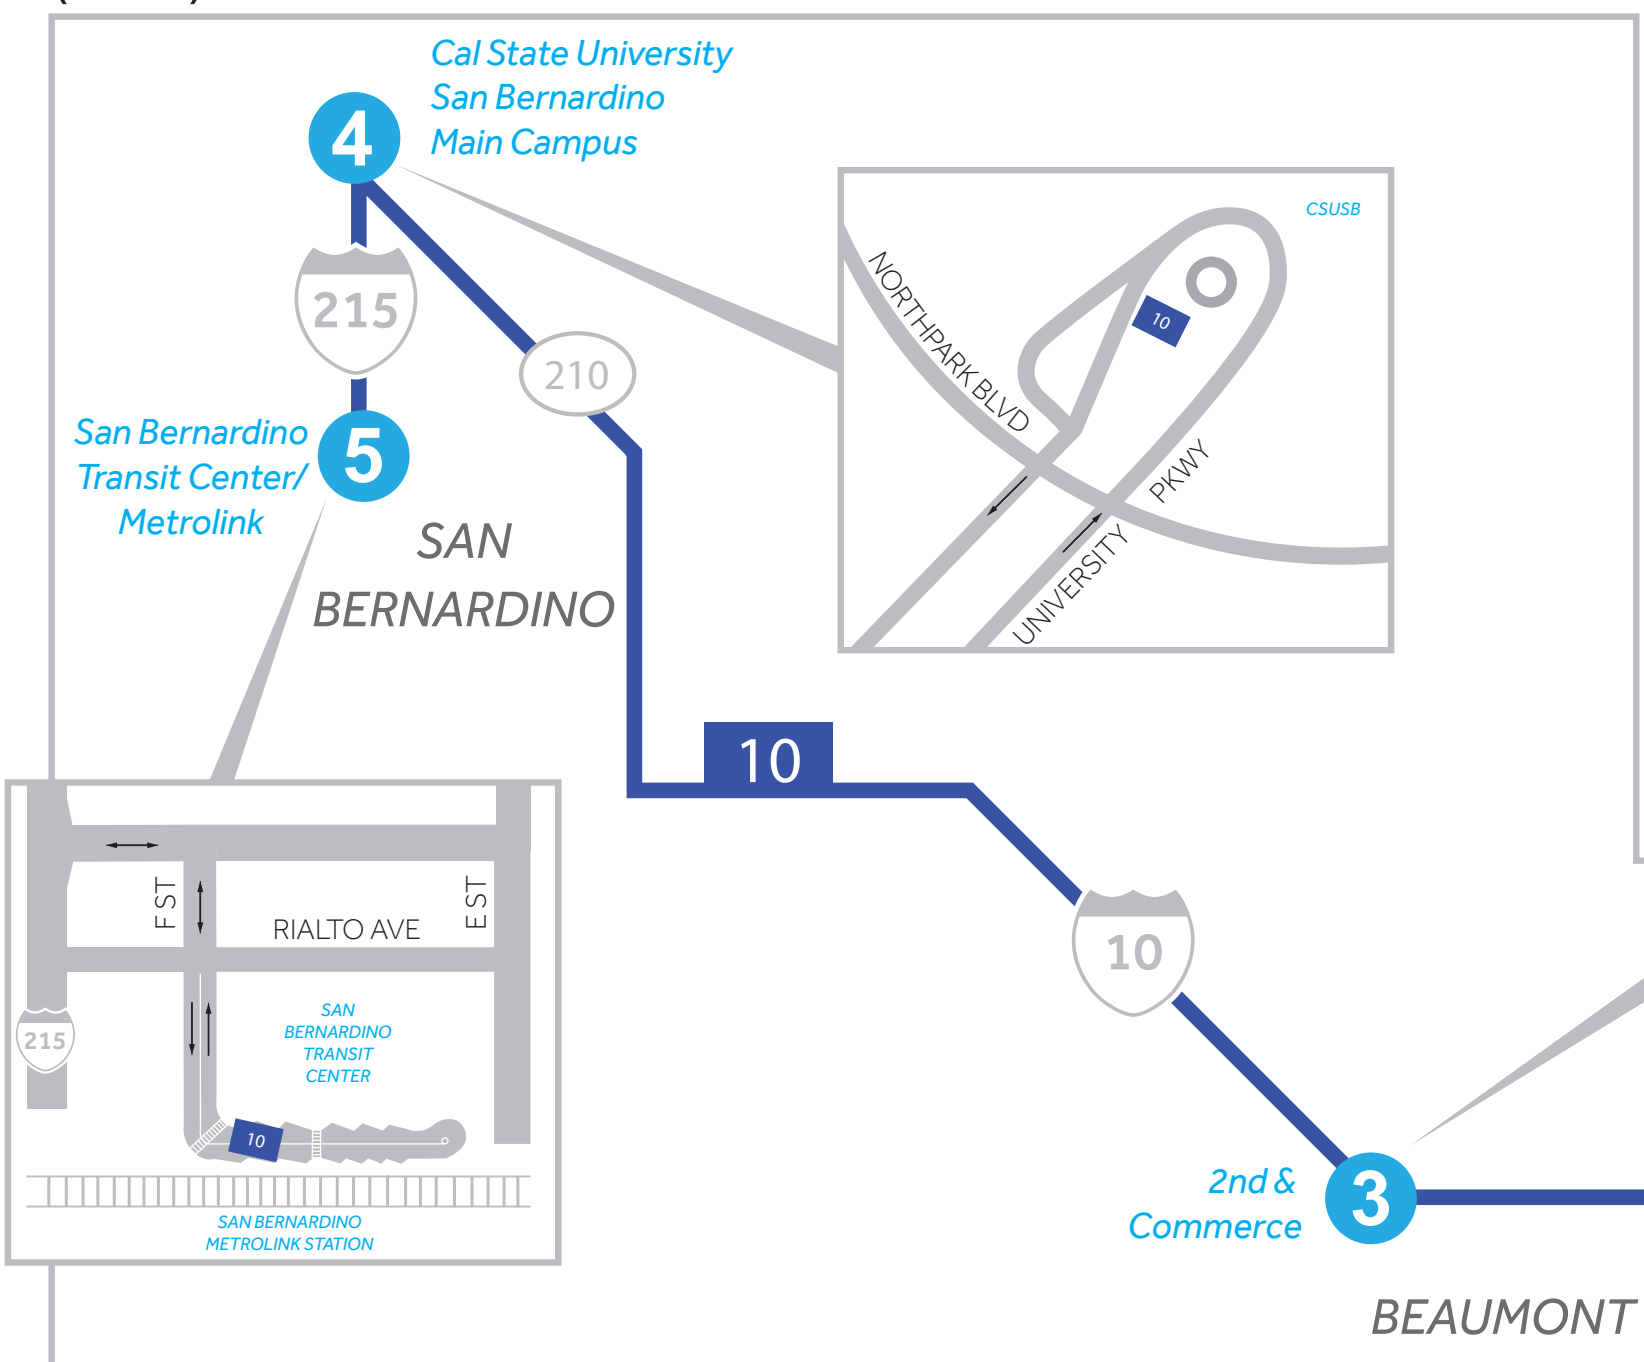 Cal State University
San Bernardino
Main Campus
4
CSUSB
NORTHPARK BLVD
10
215
210
San Bernardino
Transit Center/
Metrolink
5
PKWY
UNIVERSITY
SAN
BERNARDINO
10
F ST
E ST
RIALTO AVE
10
215
SAN
BERNARDINO
TRANSIT
CENTER
10
SAN BERNARDINO
METROLINK STATION
2nd &
Commerce
3
BEAUMONT